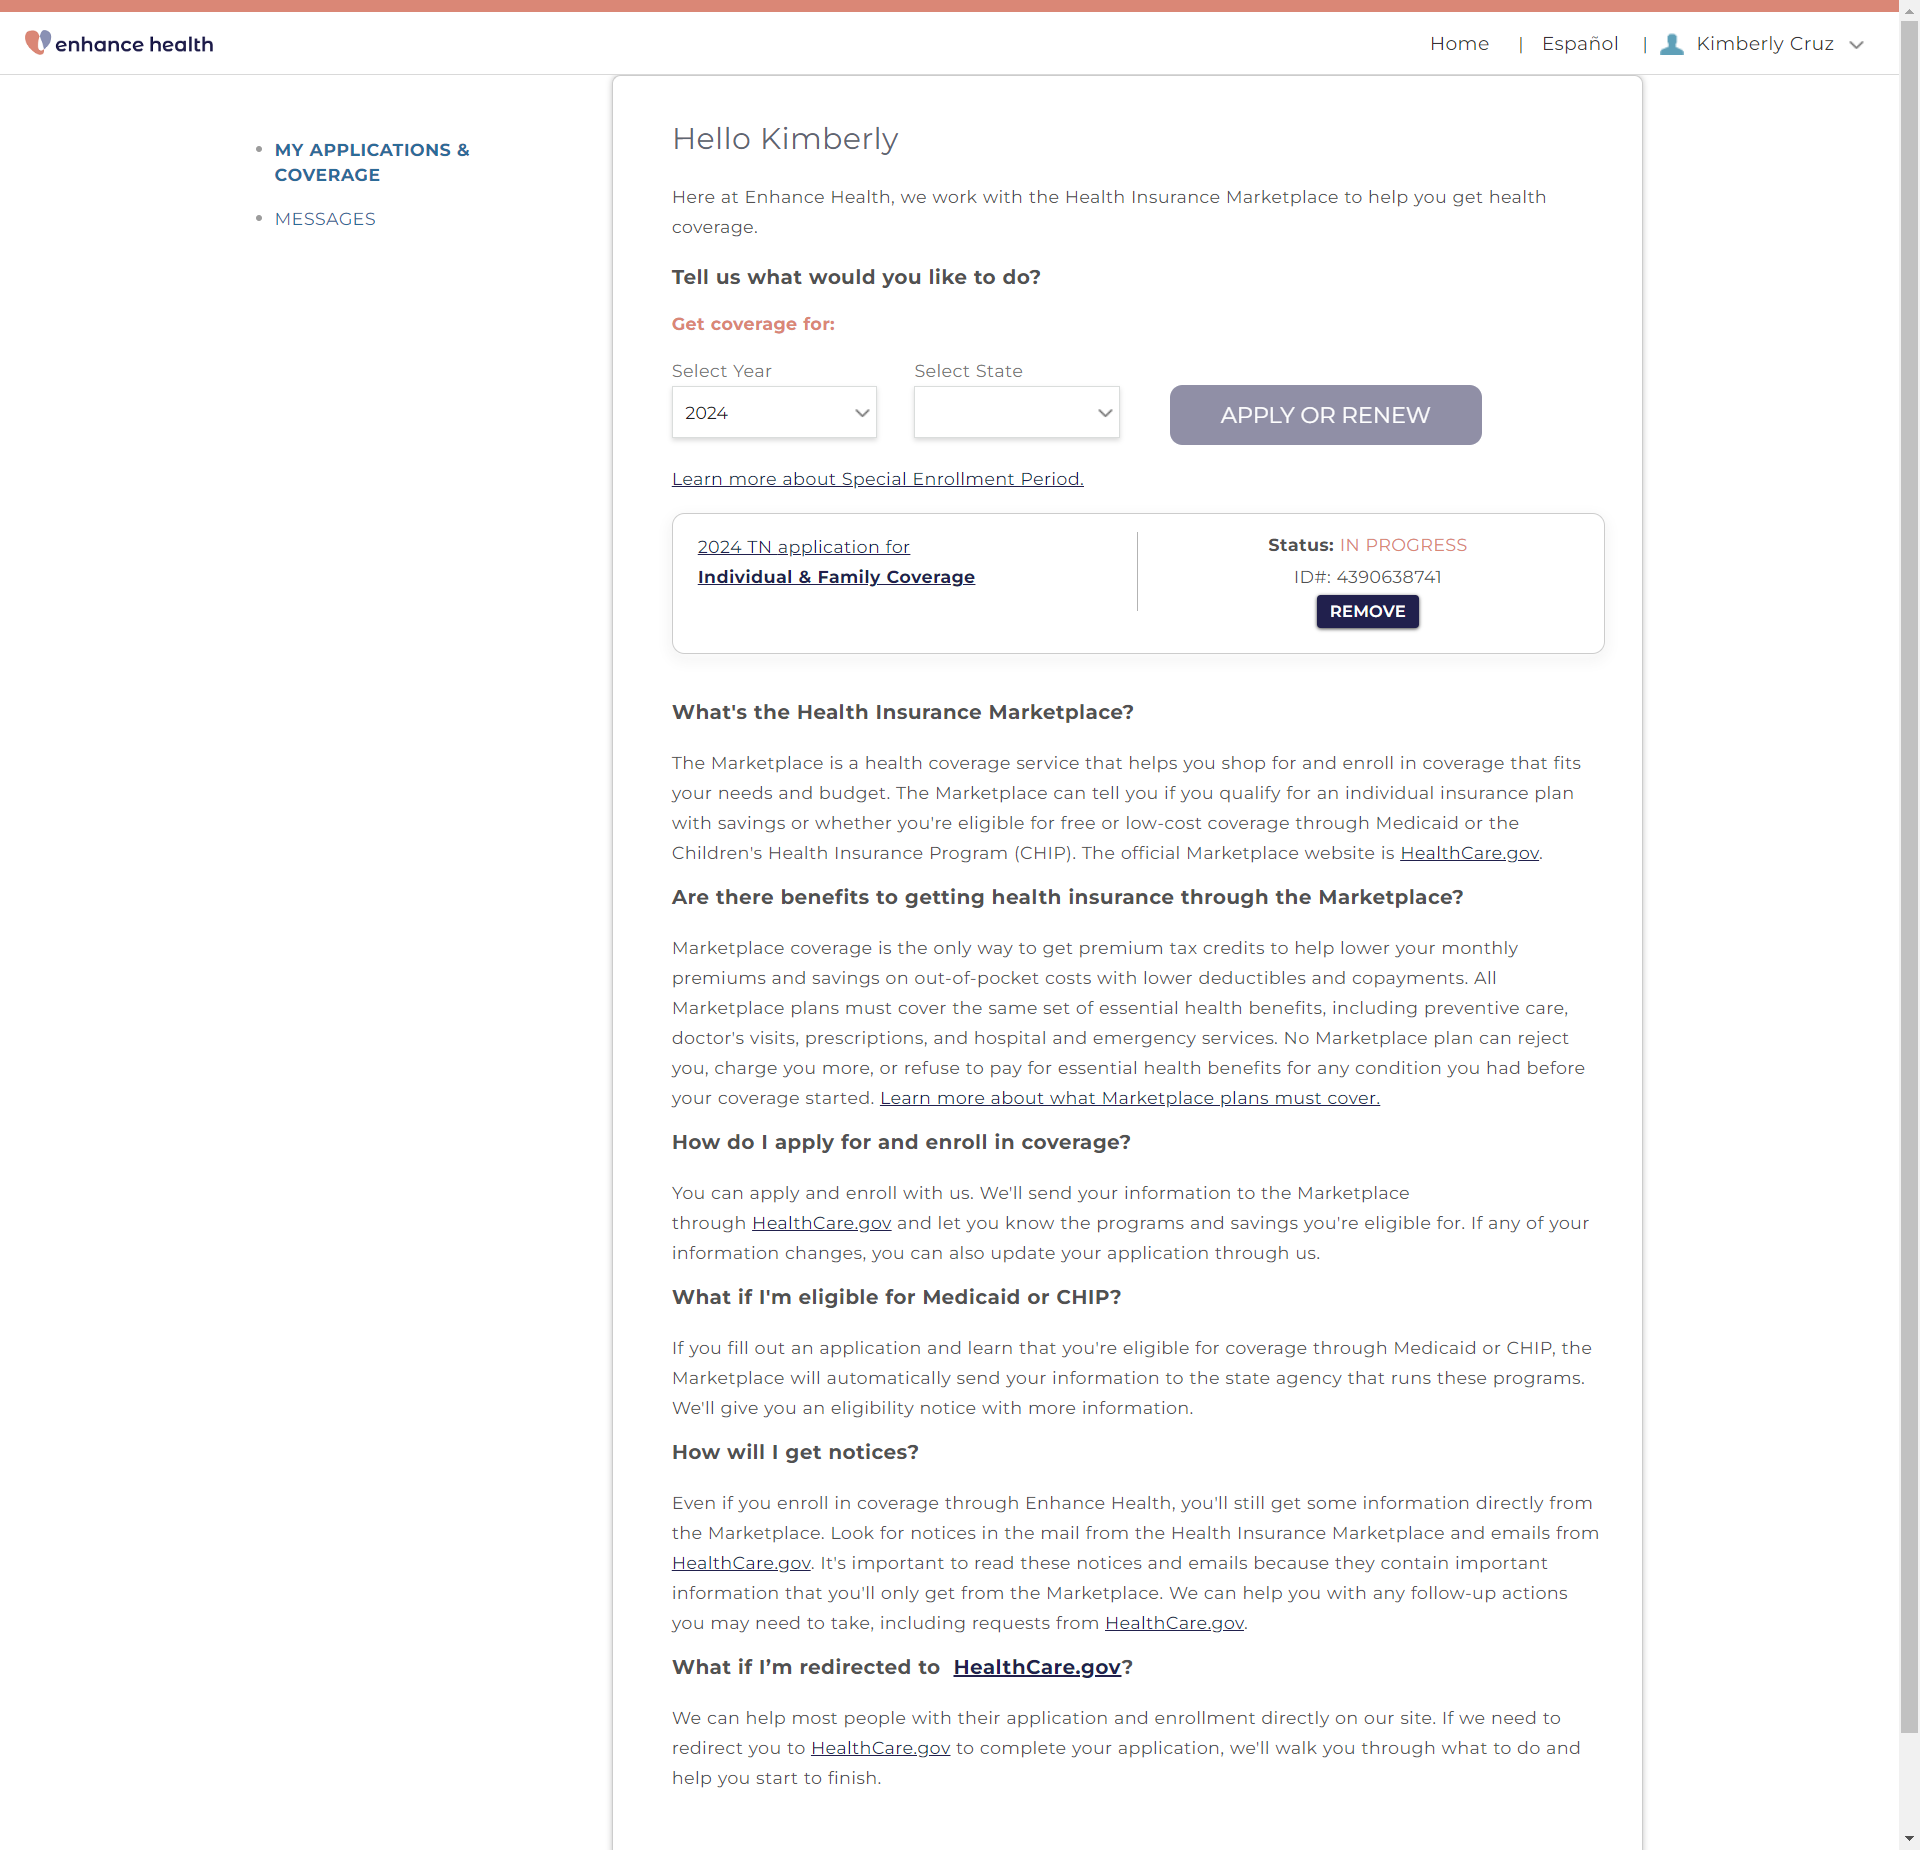 enhance health
Home | Español | Kimberly Cruz
MY APPLICATIONS &
COVERAGE
MESSAGES
Hello Kimberly
Here at Enhance Health, we work with the Health Insurance Marketplace to help you get health
coverage.
Tell us what would you like to do?
Get coverage for:
Select Year
Select State
2024
APPLY OR RENEW
Learn more about Special Enrollment Period.
2024 TN application for
Individual & Family Coverage
Status: IN PROGRESS
ID#: 4390638741
REMOVE
What's the Health Insurance Marketplace?
The Marketplace is a health coverage service that helps you shop for and enroll in coverage that fits
your needs and budget. The Marketplace can tell you if you qualify for an individual insurance plan
with savings or whether you're eligible for free or low-cost coverage through Medicaid or the
Children's Health Insurance Program (CHIP). The official Marketplace website is HealthCare.gov.
Are there benefits to getting health insurance through the Marketplace?
Marketplace coverage is the only way to get premium tax credits to help lower your monthly
premiums and savings on out-of-pocket costs with lower deductibles and copayments. All
Marketplace plans must cover the same set of essential health benefits, including preventive care,
doctor's visits, prescriptions, and hospital and emergency services. No Marketplace plan can reject
you, charge you more, or refuse to pay for essential health benefits for any condition you had before
your coverage started. Learn more about what Marketplace plans must cover.
How do I apply for and enroll in coverage?
You can apply and enroll with us. We'll send your information to the Marketplace
through HealthCare.gov and let you know the programs and savings you're eligible for. If any of your
information changes, you can also update your application through us.
What if I'm eligible for Medicaid or CHIP?
If you fill out an application and learn that you're eligible for coverage through Medicaid or CHIP, the
Marketplace will automatically send your information to the state agency that runs these programs.
We'll give you an eligibility notice with more information.
How will I get notices?
Even if you enroll in coverage through Enhance Health, you'll still get some information directly from
the Marketplace. Look for notices in the mail from the Health Insurance Marketplace and emails from
HealthCare.gov. It's important to read these notices and emails because they contain important
information that you'll only get from the Marketplace. We can help you with any follow-up actions
you may need to take, including requests from HealthCare.gov.
What if I’m redirected to HealthCare.gov?
We can help most people with their application and enrollment directly on our site. If we need to
redirect you to HealthCare.gov to complete your application, we'll walk you through what to do and
help you start to finish.